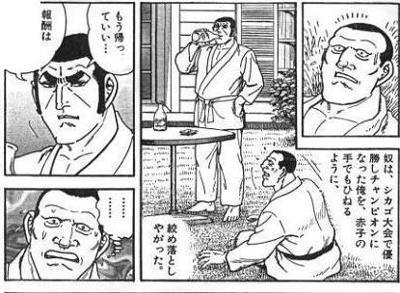 奴は、シカゴ大会で優
勝しチャンピオンに
なった俺を、赤子の
手でもひねる
ように、
絞め落とし
やがった。
もう帰っ
ていい…
報酬は
………
………